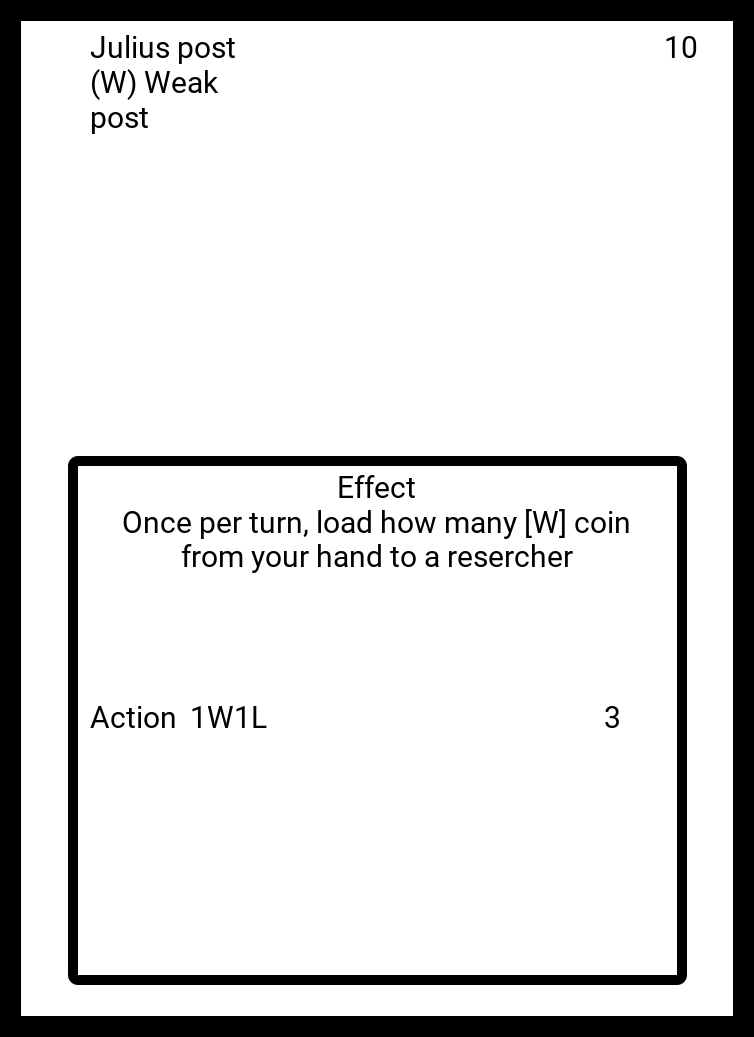 Julius post 10
(W) Weak
post
Effect
Once per turn, load how many [W] coin
from your hand to a resercher
Action 1W1L 3